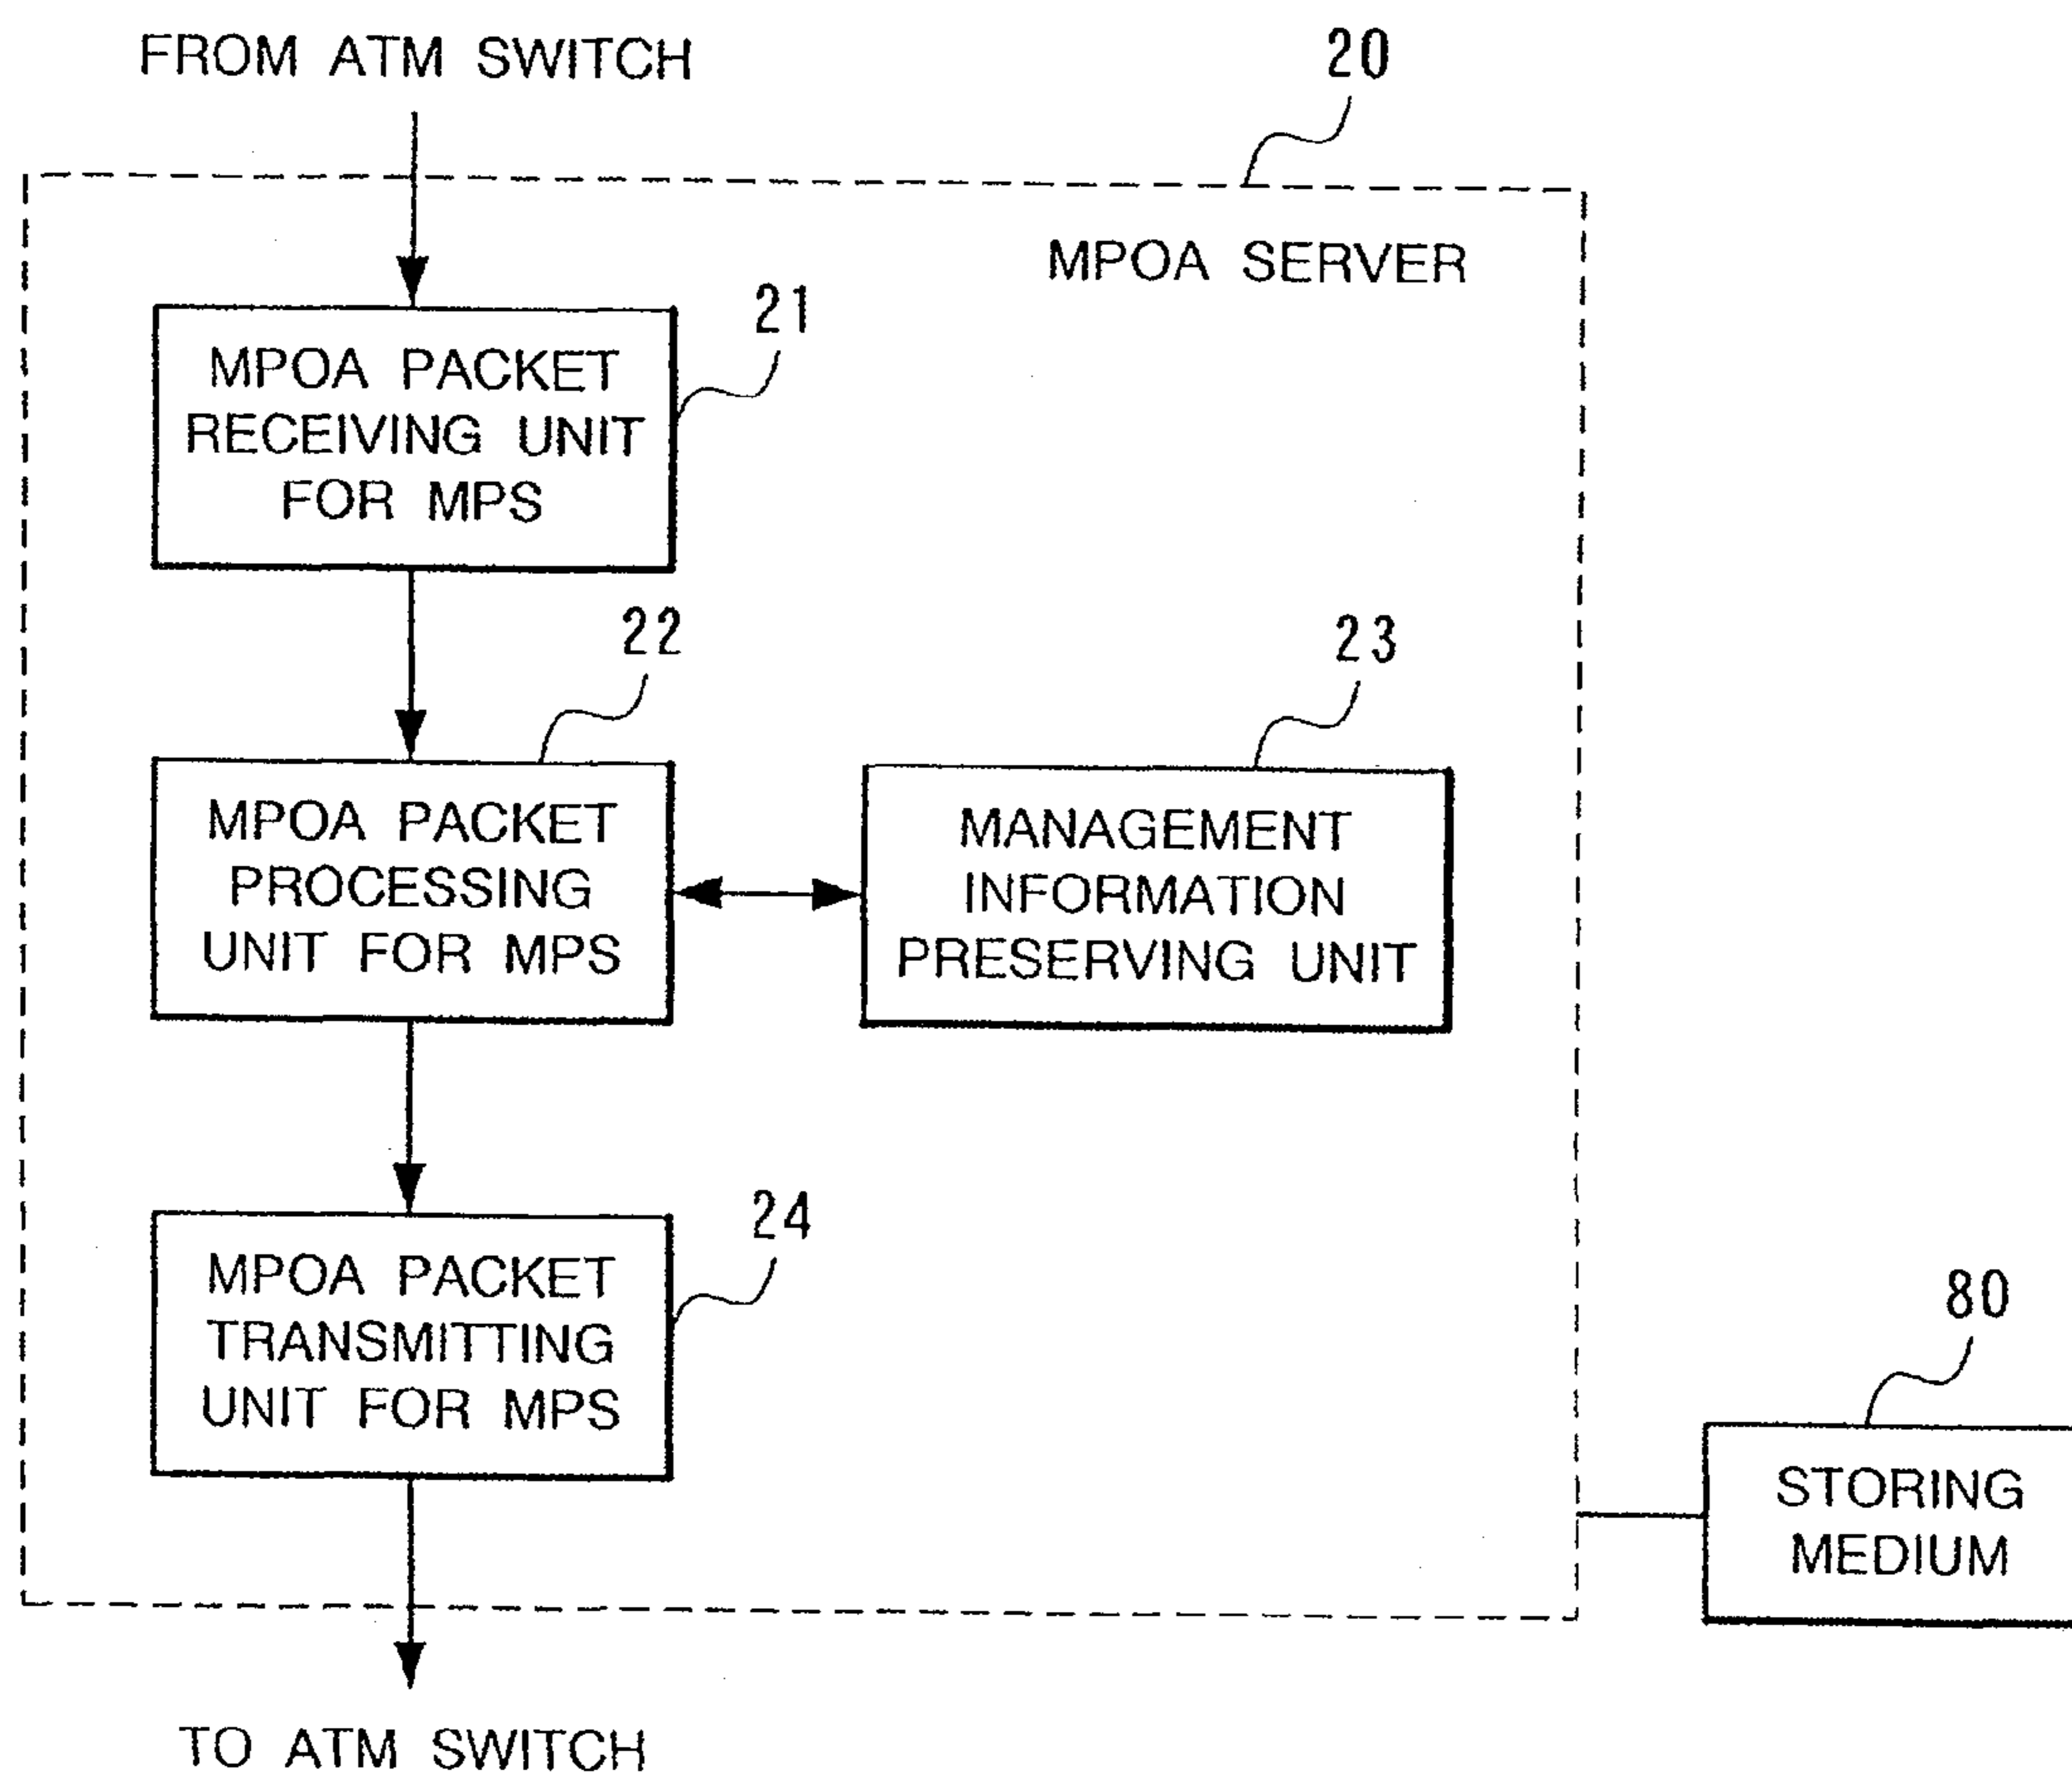 FROM ATM SWITCH
20
MPOA SERVER
21
MPOA PACKET
RECEIVING UNIT
FOR MPS
22
23
MPOA PACKET
PROCESSING
UNIT FOR MPS
MANAGEMENT
INFORMATION
PRESERVING UNIT
24
MPOA PACKET
TRANSMITTING
UNIT FOR MPS
80
STORING
MEDIUM
TO ATM SWITCH